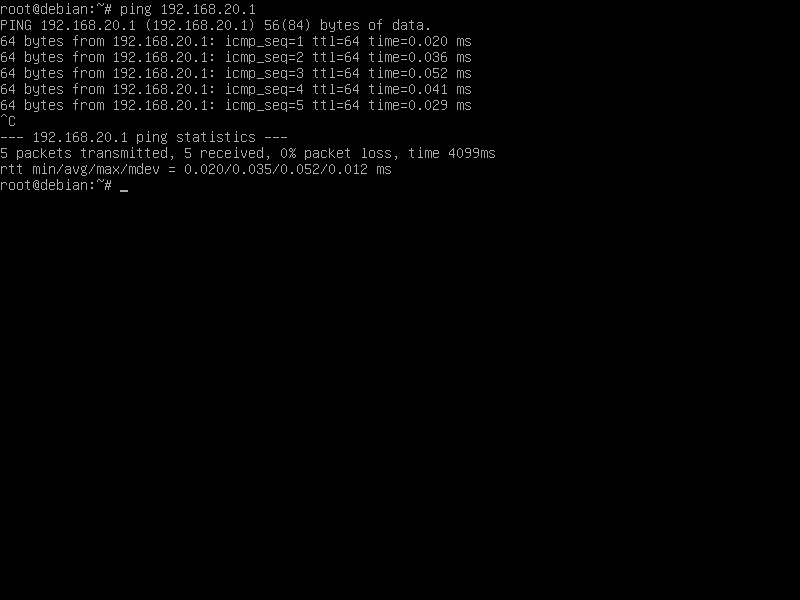 root@debian:~# ping 192.168.20.1
PING 192.168.20.1 (192.168.20.1) 56(84) bytes of data.
64 bytes from 192.168.20.1: icmp_seq=1 ttl=64 time=0.020 ms
64 bytes from 192.168.20.1: icmp_seq=2 ttl=64 time=0.036 ms
64 bytes from 192.168.20.1: icmp_seq=3 ttl=64 time=0.052 ms
64 bytes from 192.168.20.1: icmp_seq=4 ttl=64 time=0.041 ms
64 bytes from 192.168.20.1: icmp_seq=5 ttl=64 time=0.029 ms
^C
--- 192.168.20.1 ping statistics ---
5 packets transmitted, 5 received, 0% packet loss, time 4099ms
rtt min/avg/max/mdev = 0.020/0.035/0.052/0.012 ms
root@debian:~# _